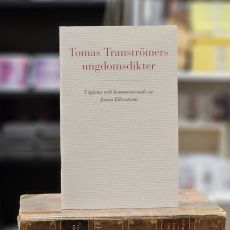 Tomas Tranströmers
ungdomsdikter
Utgivna och kommenterade av
Jonas Ellerström